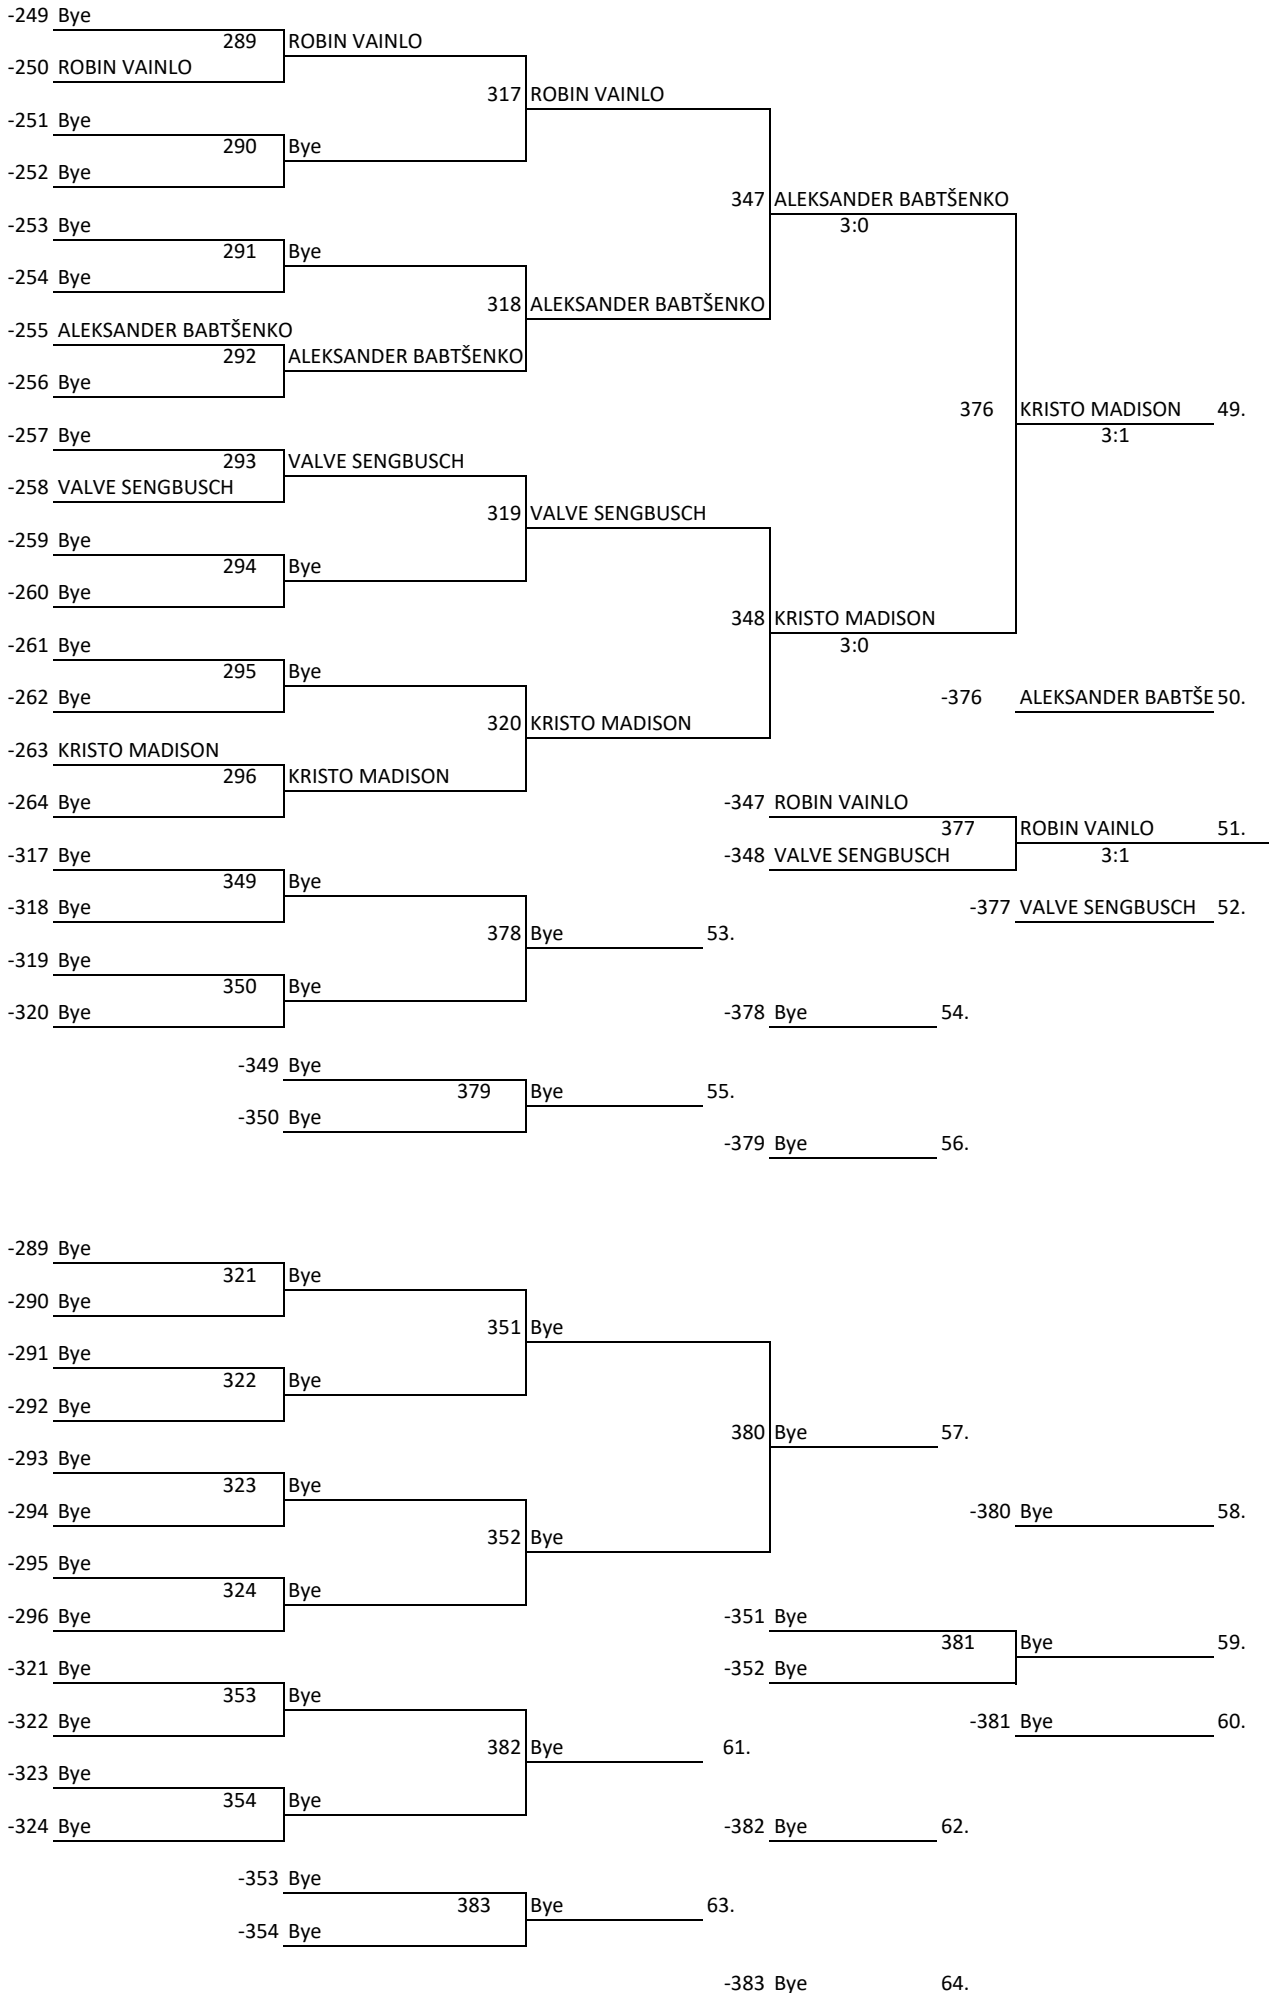 -249 Bye
289 ROBIN VAINLO
-250 ROBIN VAINLO
317 ROBIN VAINLO
-251 Bye
290 Bye
-252 Bye
347 ALEKSANDER BABTŠENKO
-253 Bye
3:0
291 Bye
-254 Bye
318 ALEKSANDER BABTŠENKO
-255 ALEKSANDER BABTŠENKO
292 ALEKSANDER BABTŠENKO
-256 Bye
376 KRISTO MADISON 49.
-257 Bye
3:1
293 VALVE SENGBUSCH
-258 VALVE SENGBUSCH
319 VALVE SENGBUSCH
-259 Bye
294 Bye
-260 Bye
348 KRISTO MADISON
-261 Bye
3:0
295 Bye
-262 Bye
-376 ALEKSANDER BABTŠE 50.
320 KRISTO MADISON
-263 KRISTO MADISON
296 KRISTO MADISON
-264 Bye
-347 ROBIN VAINLO
377 ROBIN VAINLO 51.
-317 Bye
-348 VALVE SENGBUSCH
3:1
349 Bye
-318 Bye
-377 VALVE SENGBUSCH 52.
378 Bye 53.
-319 Bye
350 Bye
-320 Bye
-378 Bye 54.
-349 Bye
379 Bye 55.
-350 Bye
-379 Bye 56.
-289 Bye
321 Bye
-290 Bye
351 Bye
-291 Bye
322 Bye
-292 Bye
380 Bye 57.
-293 Bye
323 Bye
-294 Bye
-380 Bye 58.
352 Bye
-295 Bye
324 Bye
-296 Bye
-351 Bye
381 Bye 59.
-321 Bye
-352 Bye
353 Bye
-322 Bye
-381 Bye 60.
382 Bye 61.
-323 Bye
354 Bye
-324 Bye
-382 Bye 62.
-353 Bye
383 Bye 63.
-354 Bye
-383 Bye 64.